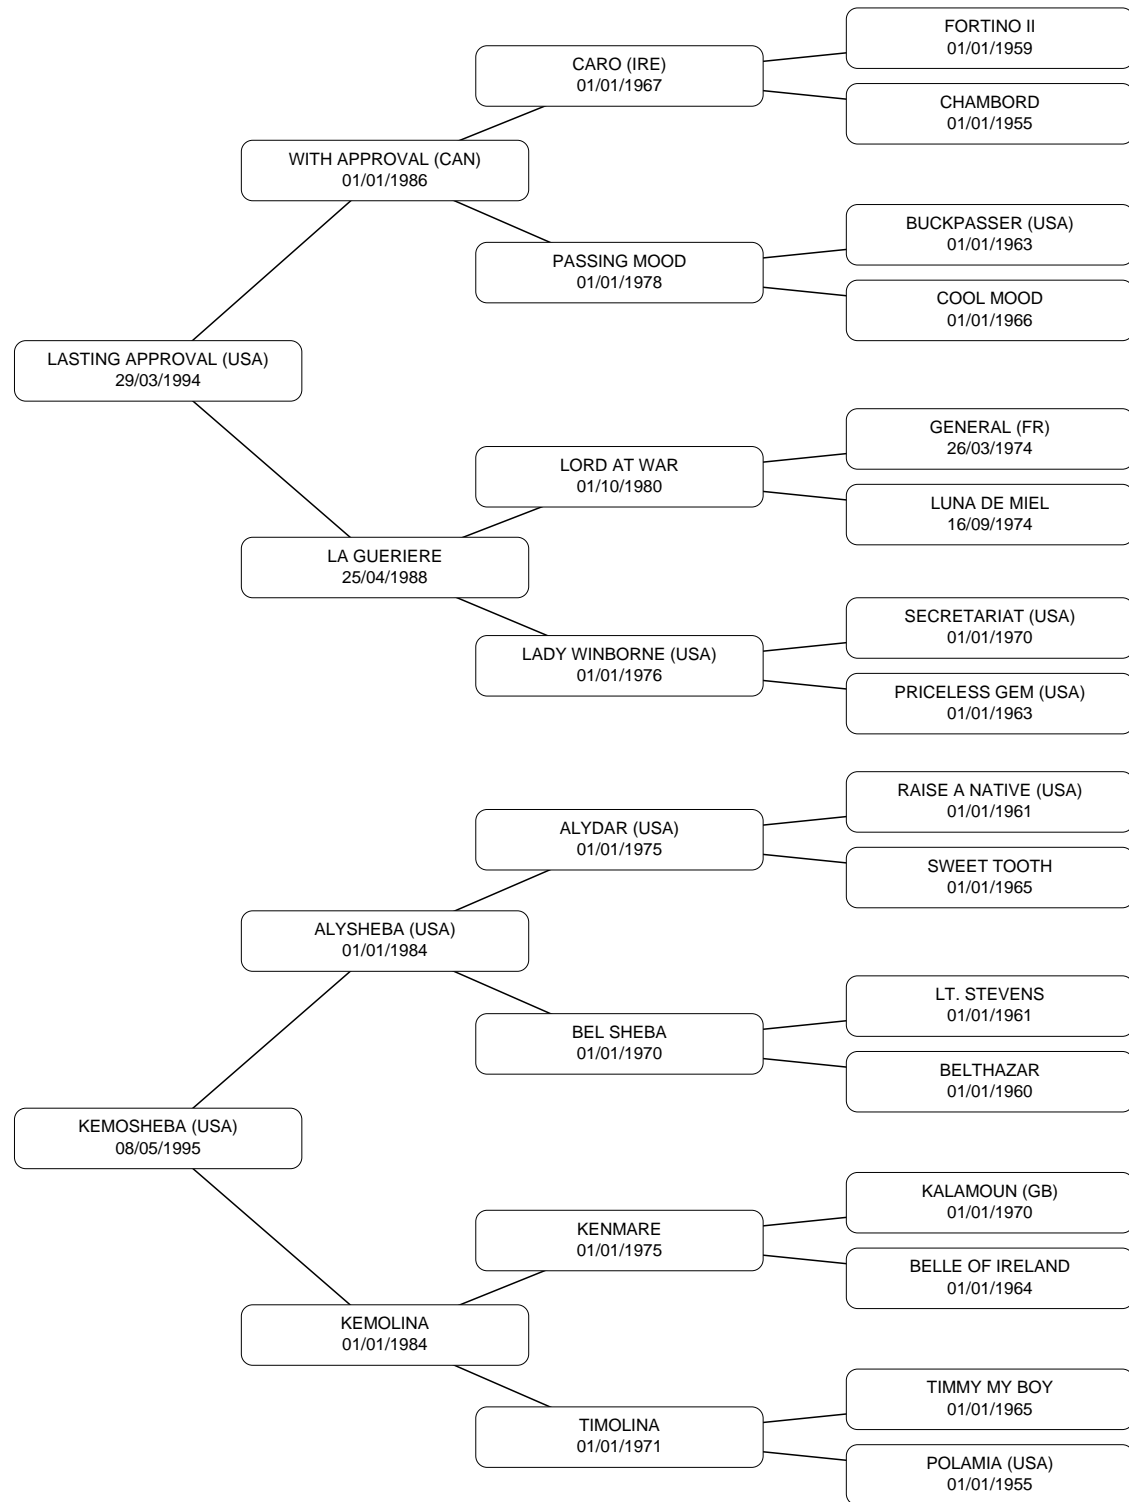 FORTINO II
01/01/1959
CARO (IRE)
01/01/1967
CHAMBORD
01/01/1955
WITH APPROVAL (CAN)
01/01/1986
BUCKPASSER (USA)
01/01/1963
PASSING MOOD
01/01/1978
COOL MOOD
01/01/1966
LASTING APPROVAL (USA)
29/03/1994
GENERAL (FR)
26/03/1974
LORD AT WAR
01/10/1980
LUNA DE MIEL
16/09/1974
LA GUERIERE
25/04/1988
SECRETARIAT (USA)
01/01/1970
LADY WINBORNE (USA)
01/01/1976
PRICELESS GEM (USA)
01/01/1963
RAISE A NATIVE (USA)
01/01/1961
ALYDAR (USA)
01/01/1975
SWEET TOOTH
01/01/1965
ALYSHEBA (USA)
01/01/1984
LT. STEVENS
01/01/1961
BEL SHEBA
01/01/1970
BELTHAZAR
01/01/1960
KEMOSHEBA (USA)
08/05/1995
KALAMOUN (GB)
01/01/1970
KENMARE
01/01/1975
BELLE OF IRELAND
01/01/1964
KEMOLINA
01/01/1984
TIMMY MY BOY
01/01/1965
TIMOLINA
01/01/1971
POLAMIA (USA)
01/01/1955